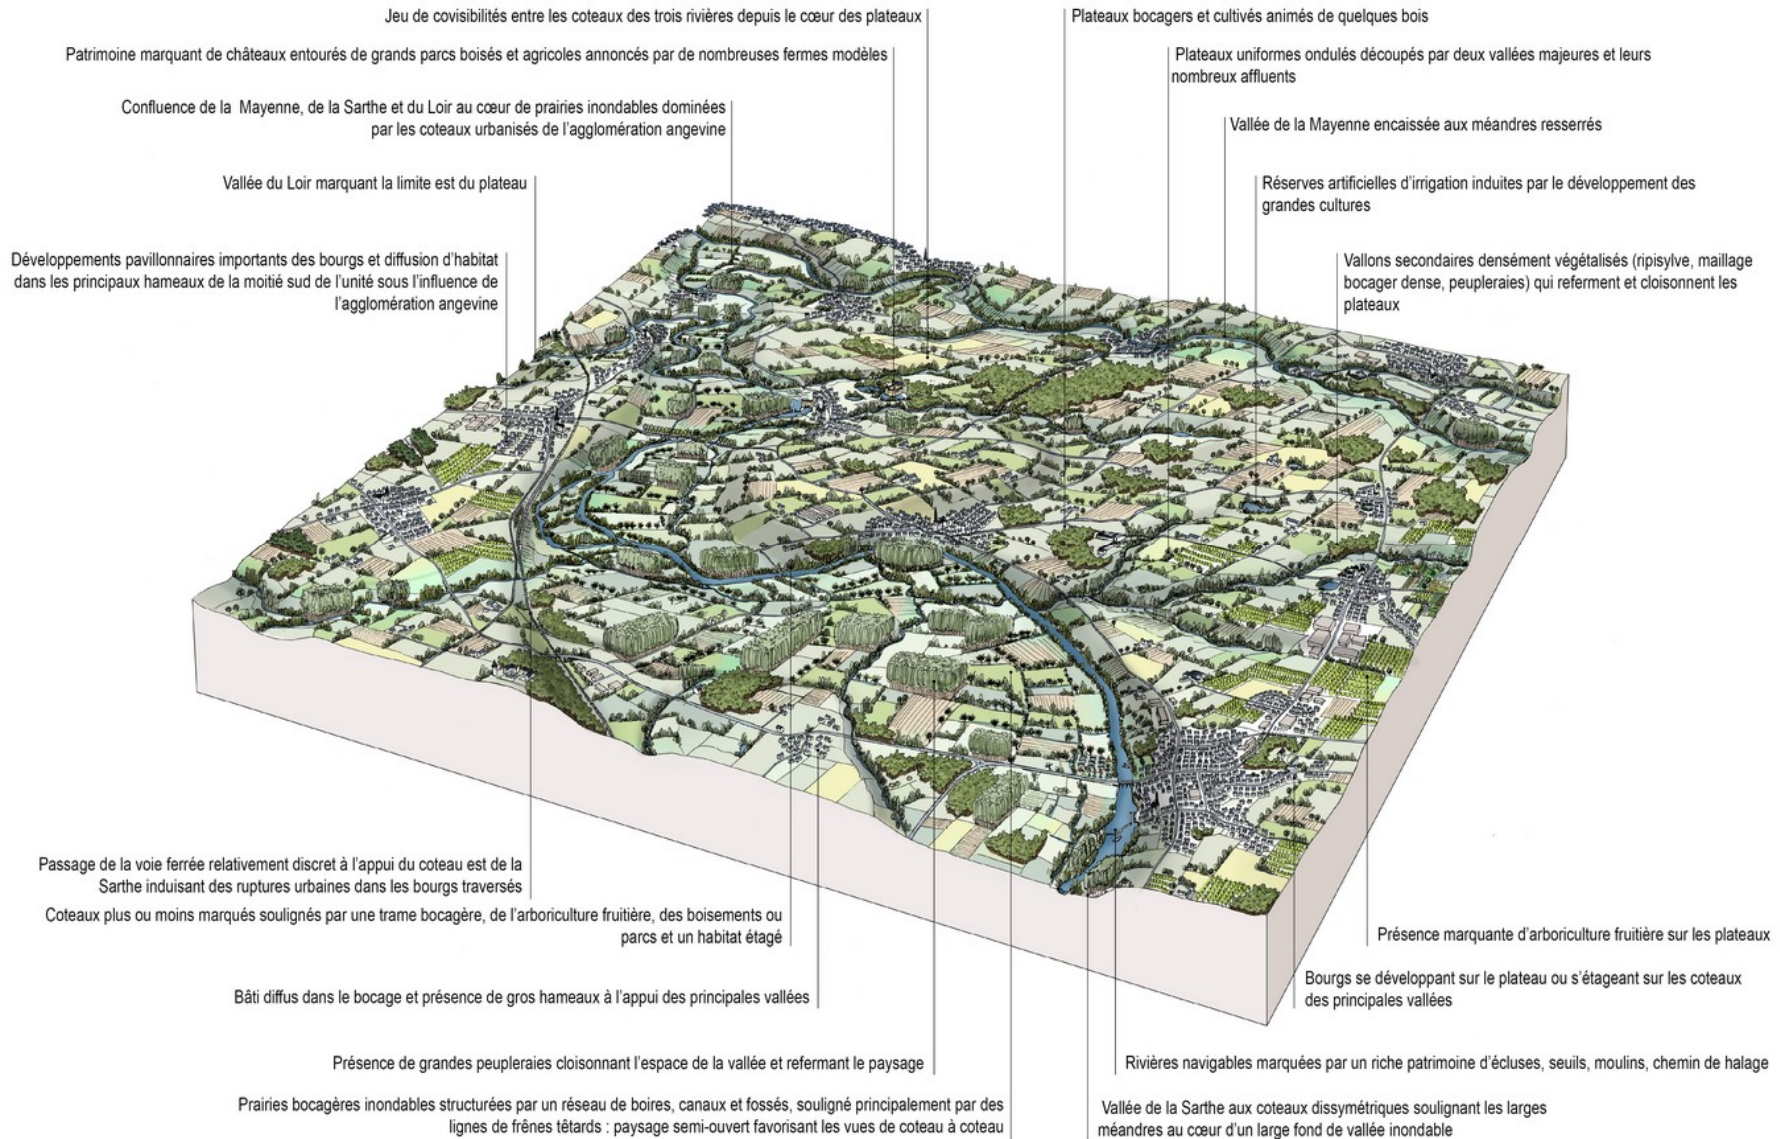 Jeu de covisibilités entre les coteaux des trois rivières depuis le cœur des plateaux
Plateaux bocagers et cultivés animés de quelques bois
Patrimoine marquant de châteaux entourés de grands parcs boisés et agricoles annoncés par de nombreuses fermes modèles
Plateaux uniformes ondulés découpés par deux vallées majeures et leurs
nombreux affluents
Confluence de la Mayenne, de la Sarthe et du Loir au cœur de prairies inondables dominées
par les coteaux urbanisés de l'agglomération angevine
Vallée de la Mayenne encaissée aux méandres resserrés
Vallée du Loir marquant la limite est du plateau
Réserves artificielles d'irrigation induites par le développement des
grandes cultures
Développements pavillonnaires importants des bourgs et diffusion d'habitat
dans les principaux hameaux de la moitié sud de l'unité sous l'influence de
l'agglomération angevine
Vallons secondaires densément végétalisés (ripisylve, maillage
bocager dense, peupleraies) qui referment et cloisonnent les
plateaux
Passage de la voie ferrée relativement discret à l'appui du coteau est de la
Sarthe induisant des ruptures urbaines dans les bourgs traversés
Coteaux plus ou moins marqués soulignés par une trame bocagère, de l'arboriculture fruitière, des boisements ou
parcs et un habitat étagé
Présence marquante d'arboriculture fruitière sur les plateaux
Bâti diffus dans le bocage et présence de gros hameaux à l'appui des principales vallées
Bourgs se développant sur le plateau ou s'étageant sur les coteaux
des principales vallées
Présence de grandes peupleraies cloisonnant l'espace de la vallée et refermant le paysage
Rivières navigables marquées par un riche patrimoine d'écluses, seuils, moulins, chemin de halage
Prairies bocagères inondables structurées par un réseau de boires, canaux et fossés, souligné principalement par des
lignes de frênes têtards : paysage semi-ouvert favorisant les vues de coteau à coteau
Vallée de la Sarthe aux coteaux dissymétriques soulignant les larges
méandres au cœur d'un large fond de vallée inondable